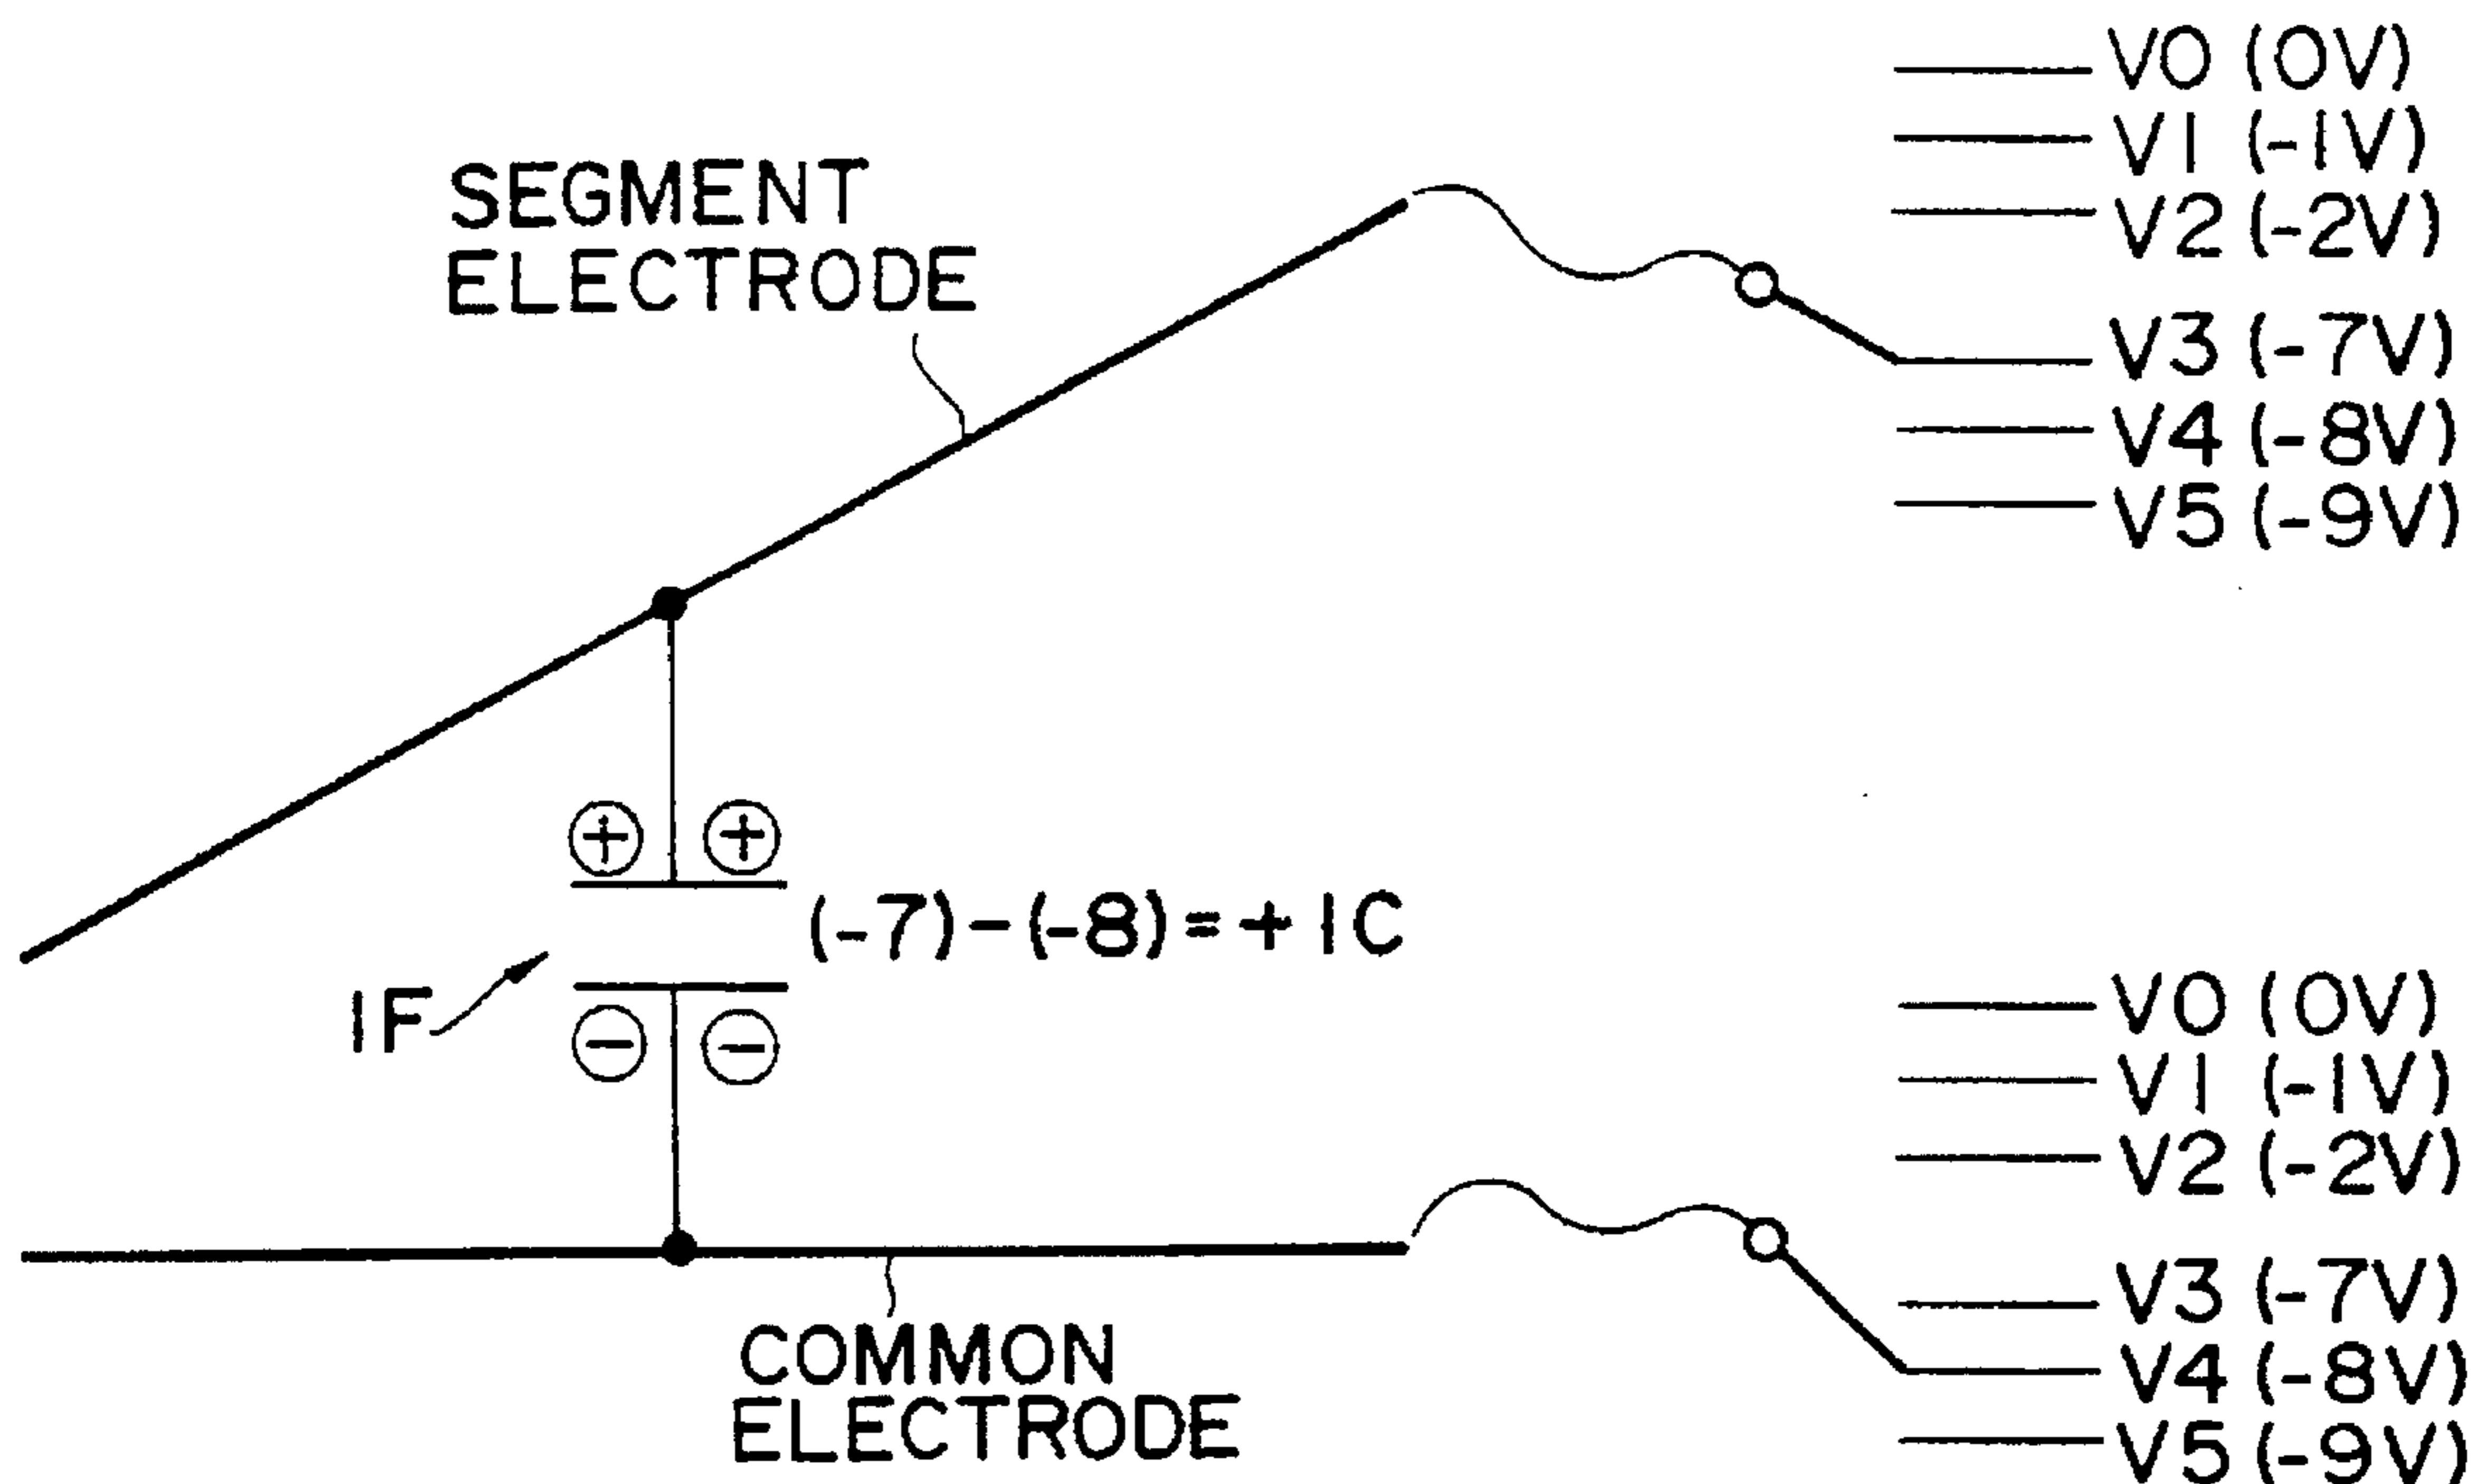 V0 (0V)
V1 (-1V)
V2 (-2V)
V3 (-7V)
V4 (-8V)
V5 (-9V)
SEGMENT
ELECTRODE
+ +
(-7)-(-8)=+1C
1F
- -
V0 (0V)
V1 (-1V)
V2 (-2V)
V3 (-7V)
V4 (-8V)
V5 (-9V)
COMMON
ELECTRODE